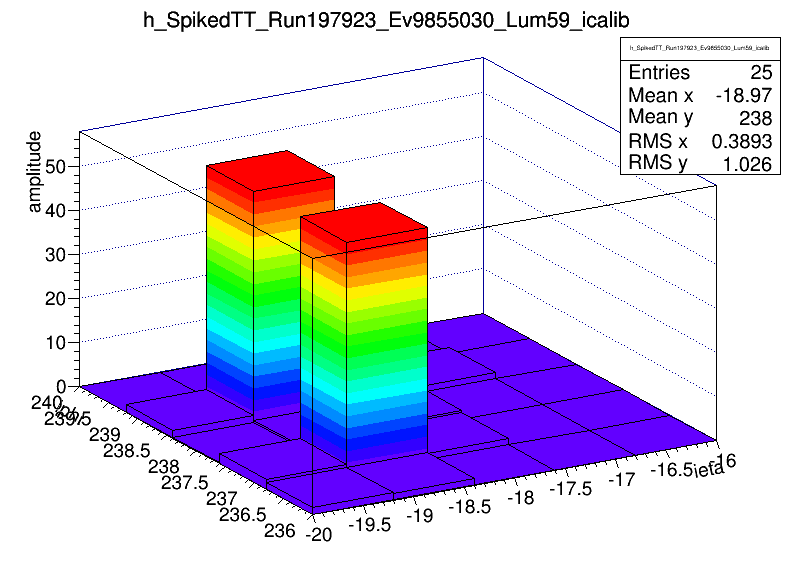 h_SpikedTT_Run197923_Ev9855030_Lum59_icalib
h_SpikedTT_Run197923_Ev9855030_Lum59_icalib
Entries 25
Mean x -18.97
Mean y 238
RMS x 0.3893
RMS y 1.026
amplitude
50
40
30
20
10
0
240
239.5
239
238.5
238
237.5
237
236.5
236
-20
-19.5
-19
-18.5
-18
-17.5
-17
-16.5
-16
ieta